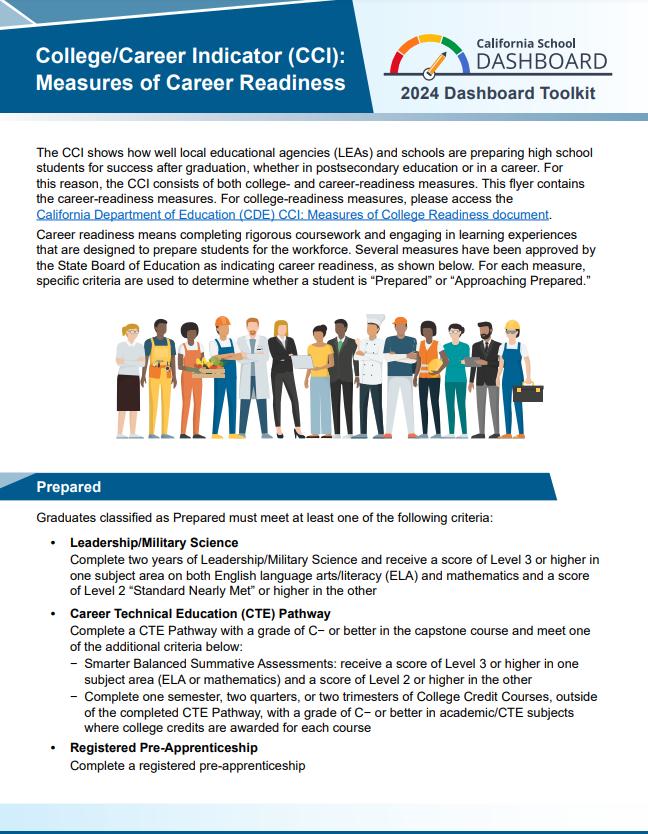 College/Career Indicator (CCI):
Measures of Career Readiness
California School
DASHBOARD
2024 Dashboard Toolkit
The CCI shows how well local educational agencies (LEAs) and schools are preparing high school
students for success after graduation, whether in postsecondary education or in a career. For
this reason, the CCI consists of both college- and career-readiness measures. This flyer contains
the career-readiness measures. For college-readiness measures, please access the
California Department of Education (CDE) CCI: Measures of College Readiness document.
Career readiness means completing rigorous coursework and engaging in learning experiences
that are designed to prepare students for the workforce. Several measures have been approved by
the State Board of Education as indicating career readiness, as shown below. For each measure,
specific criteria are used to determine whether a student is “Prepared” or “Approaching Prepared.”
Prepared
Graduates classified as Prepared must meet at least one of the following criteria:
• Leadership/Military Science
Complete two years of Leadership/Military Science and receive a score of Level 3 or higher in
one subject area on both English language arts/literacy (ELA) and mathematics and a score
of Level 2 “Standard Nearly Met” or higher in the other
• Career Technical Education (CTE) Pathway
Complete a CTE Pathway with a grade of C− or better in the capstone course and meet one
of the additional criteria below:
− Smarter Balanced Summative Assessments: receive a score of Level 3 or higher in one
subject area (ELA or mathematics) and a score of Level 2 or higher in the other
− Complete one semester, two quarters, or two trimesters of College Credit Courses, outside
of the completed CTE Pathway, with a grade of C− or better in academic/CTE subjects
where college credits are awarded for each course
• Registered Pre-Apprenticeship
Complete a registered pre-apprenticeship